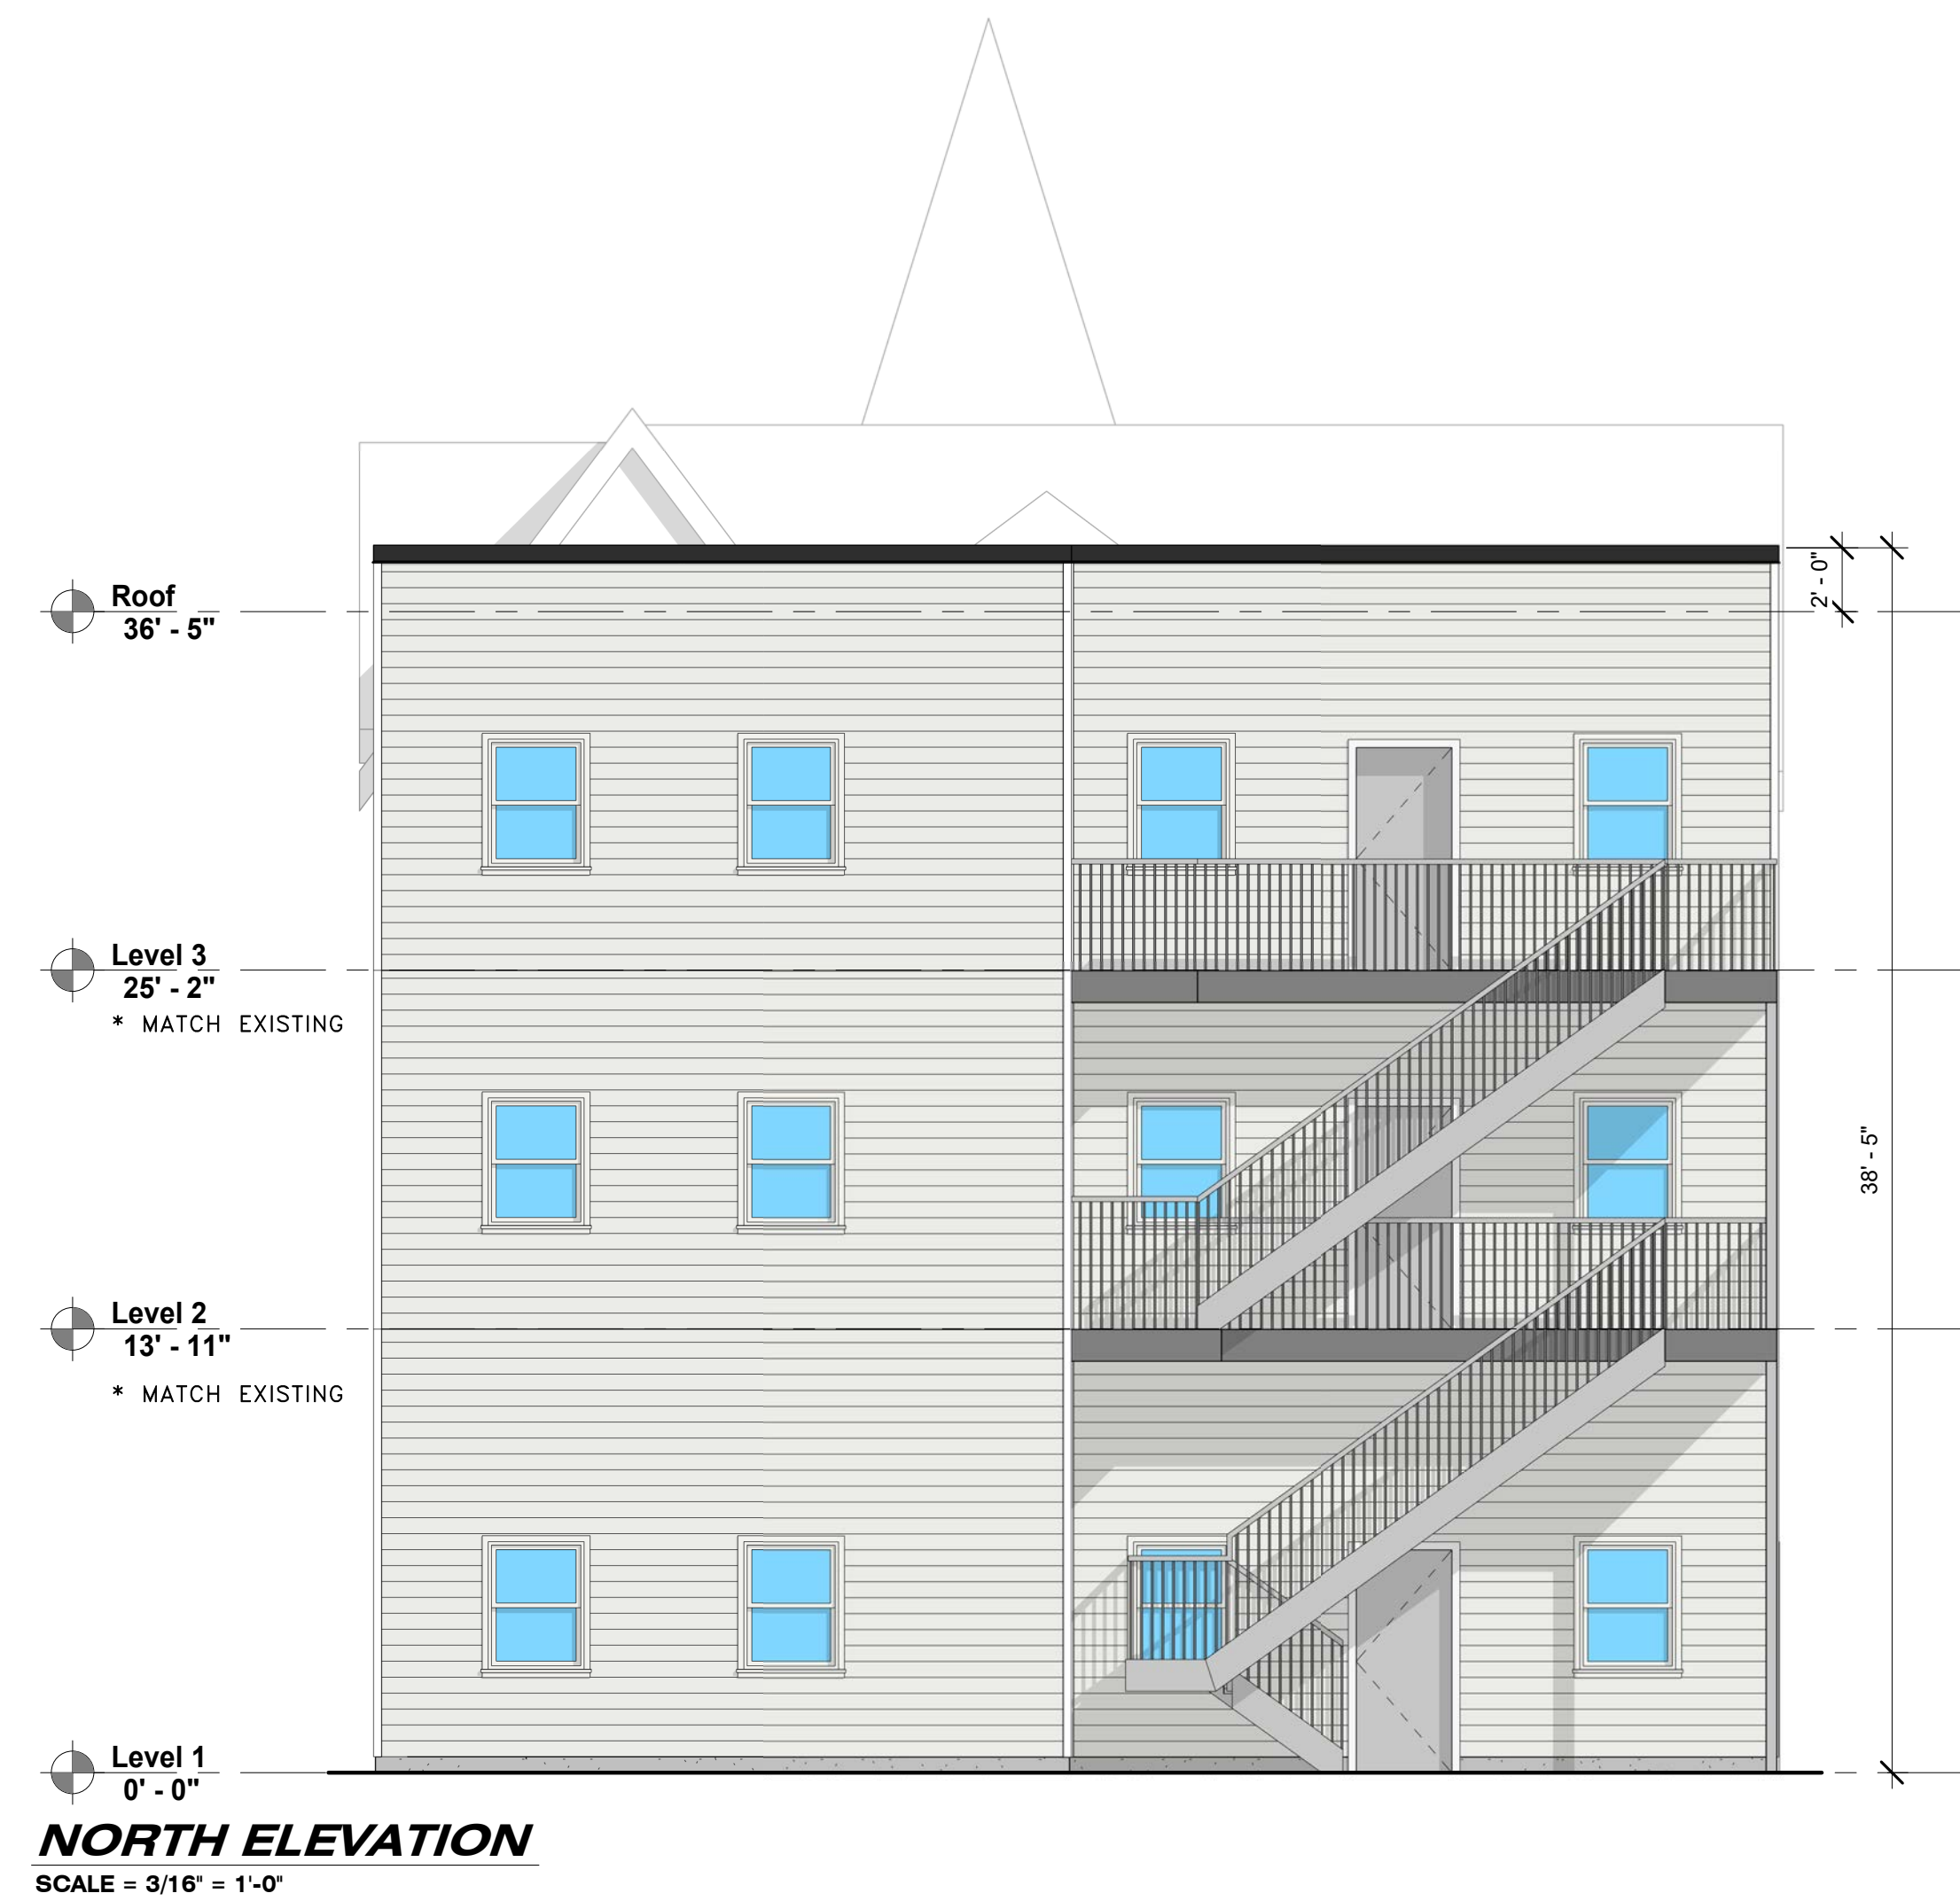 2' - 0"
Roof
36' - 5"
Level 3
25' - 2"
* MATCH EXISTING
38' - 5"
Level 2
13' - 11"
* MATCH EXISTING
Level 1
0' - 0"
NORTH ELEVATION
SCALE = 3/16" = 1'-0"